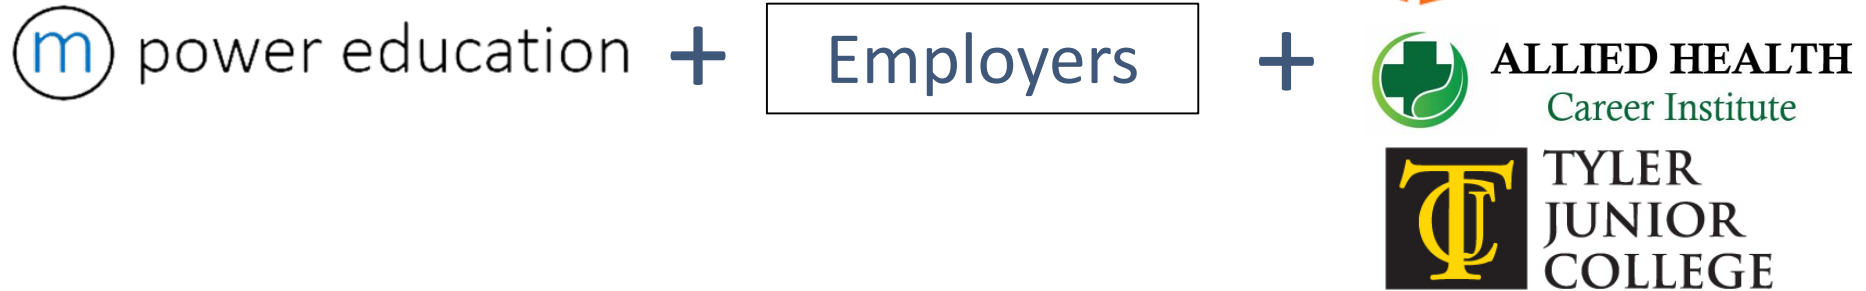 m power education + Employers +
ALLIED HEALTH
Career Institute
TJC
TYLER
JUNIOR
COLLEGE